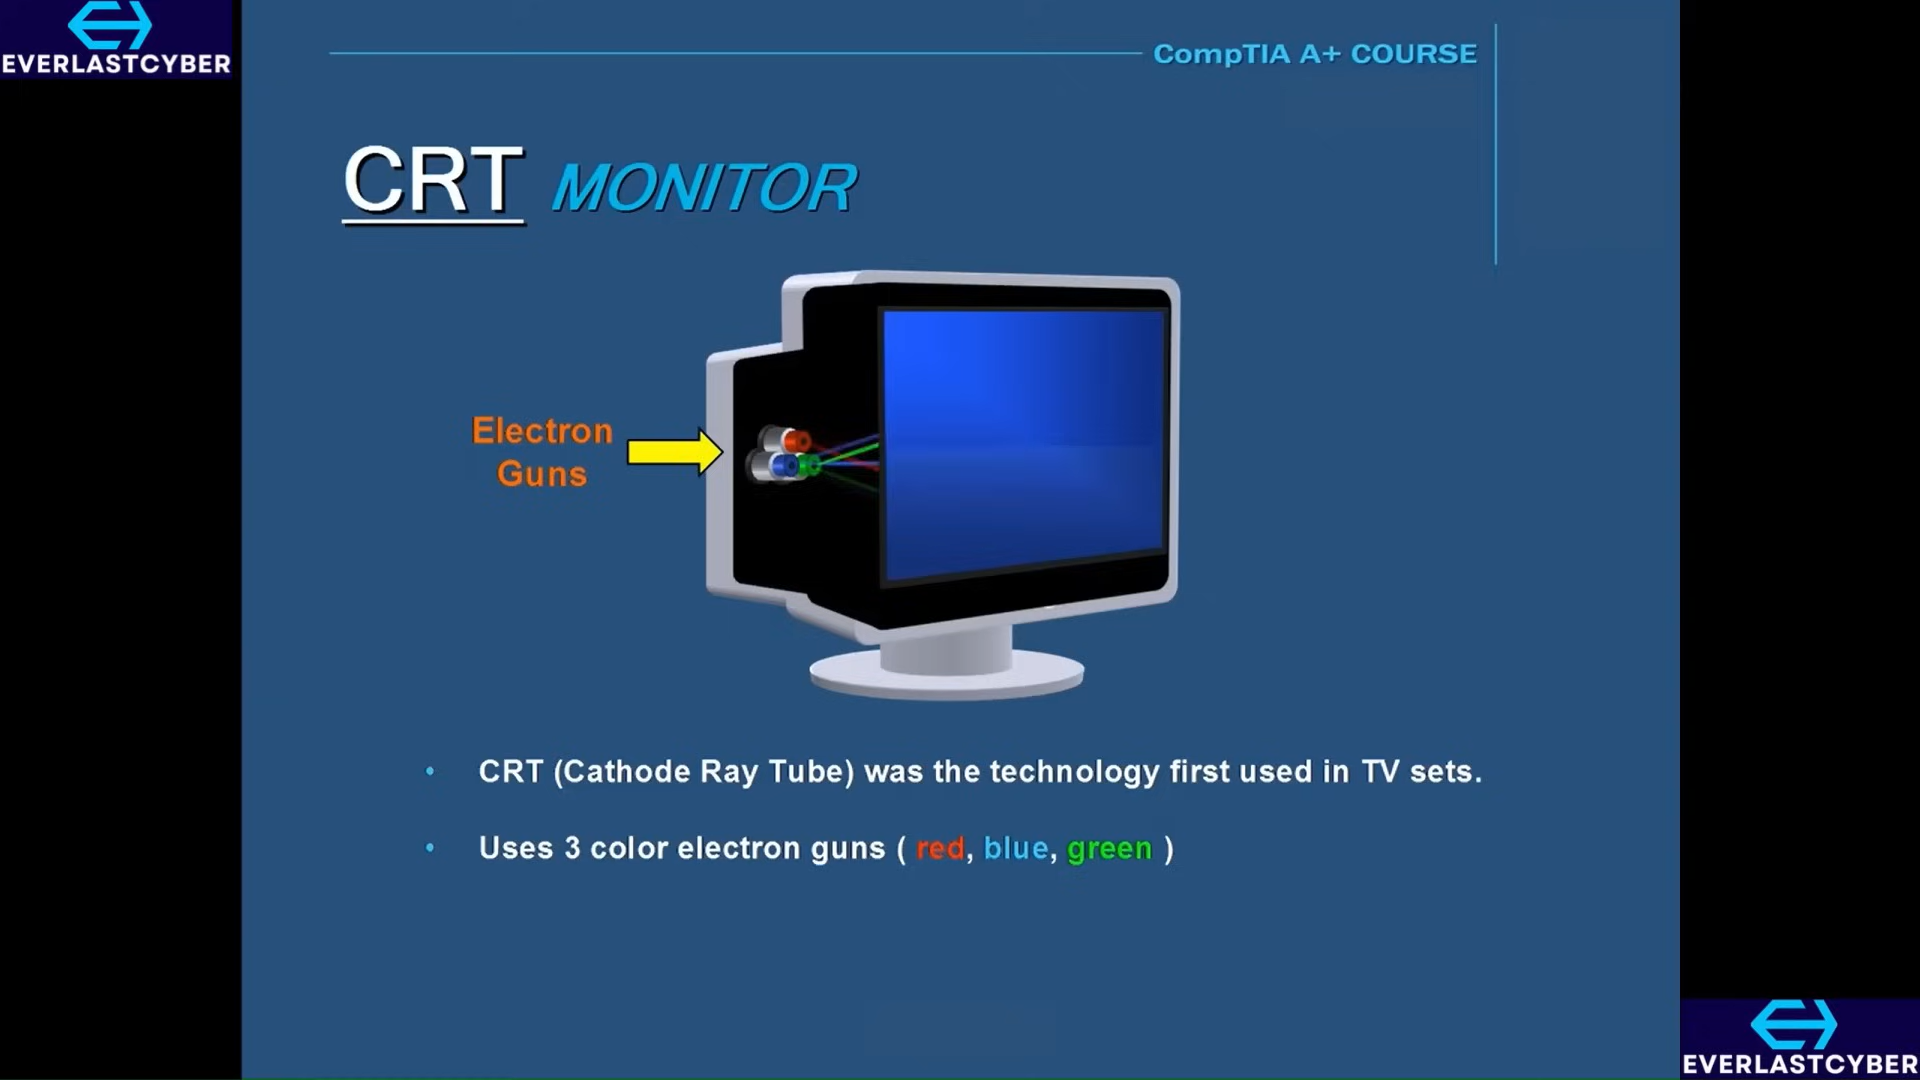 EVERLASTCYBER
CompTIA A+ COURSE
CRT MONITOR
Electron
Guns
• CRT (Cathode Ray Tube) was the technology first used in TV sets.
• Uses 3 color electron guns ( red, blue, green )
EVERLASTCYBER